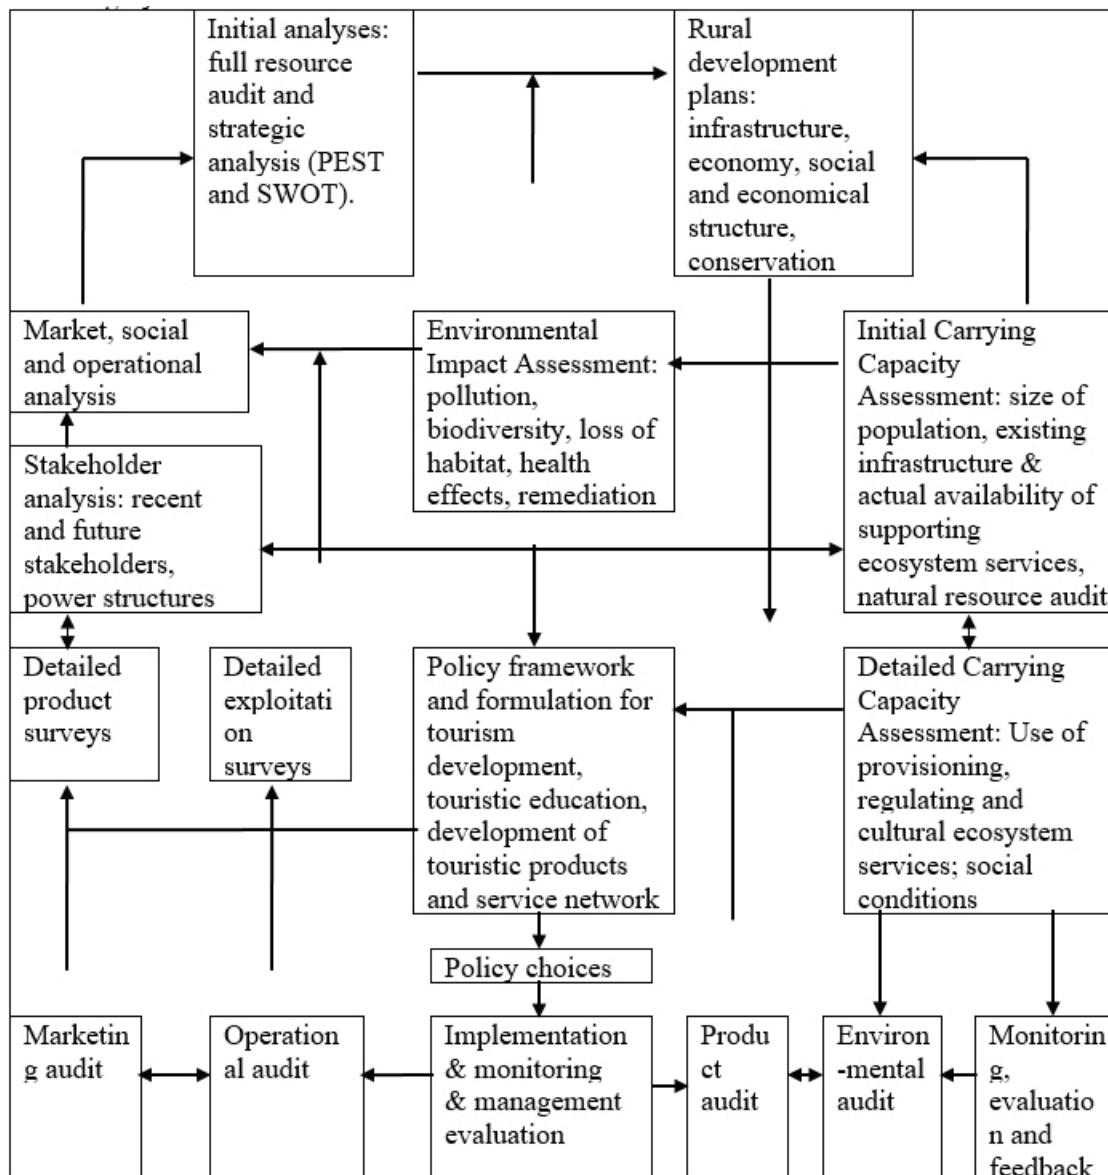 Initial analyses:
full resource
audit and
strategic
analysis (PEST
and SWOT).
Rural
development
plans:
infrastructure,
economy, social
and economical
structure,
conservation
Market, social
and operational
analysis
Environmental
Impact Assessment:
pollution,
biodiversity, loss of
habitat, health
effects, remediation
Initial Carrying
Capacity
Assessment: size of
population, existing
infrastructure &
actual availability of
supporting
ecosystem services,
natural resource audit
Stakeholder
analysis: recent
and future
stakeholders,
power structures
Detailed
product
surveys
Detailed
exploitati
on
surveys
Policy framework
and formulation for
tourism
development,
touristic education,
development of
touristic products
and service network
Detailed Carrying
Capacity
Assessment: Use of
provisioning,
regulating and
cultural ecosystem
services; social
conditions
Policy choices
Marketin
g audit
Operation
al audit
Implementation
& monitoring
& management
evaluation
Produ
ct
audit
Environ
-mental
audit
Monitorin
g,
evaluatio
n and
feedback